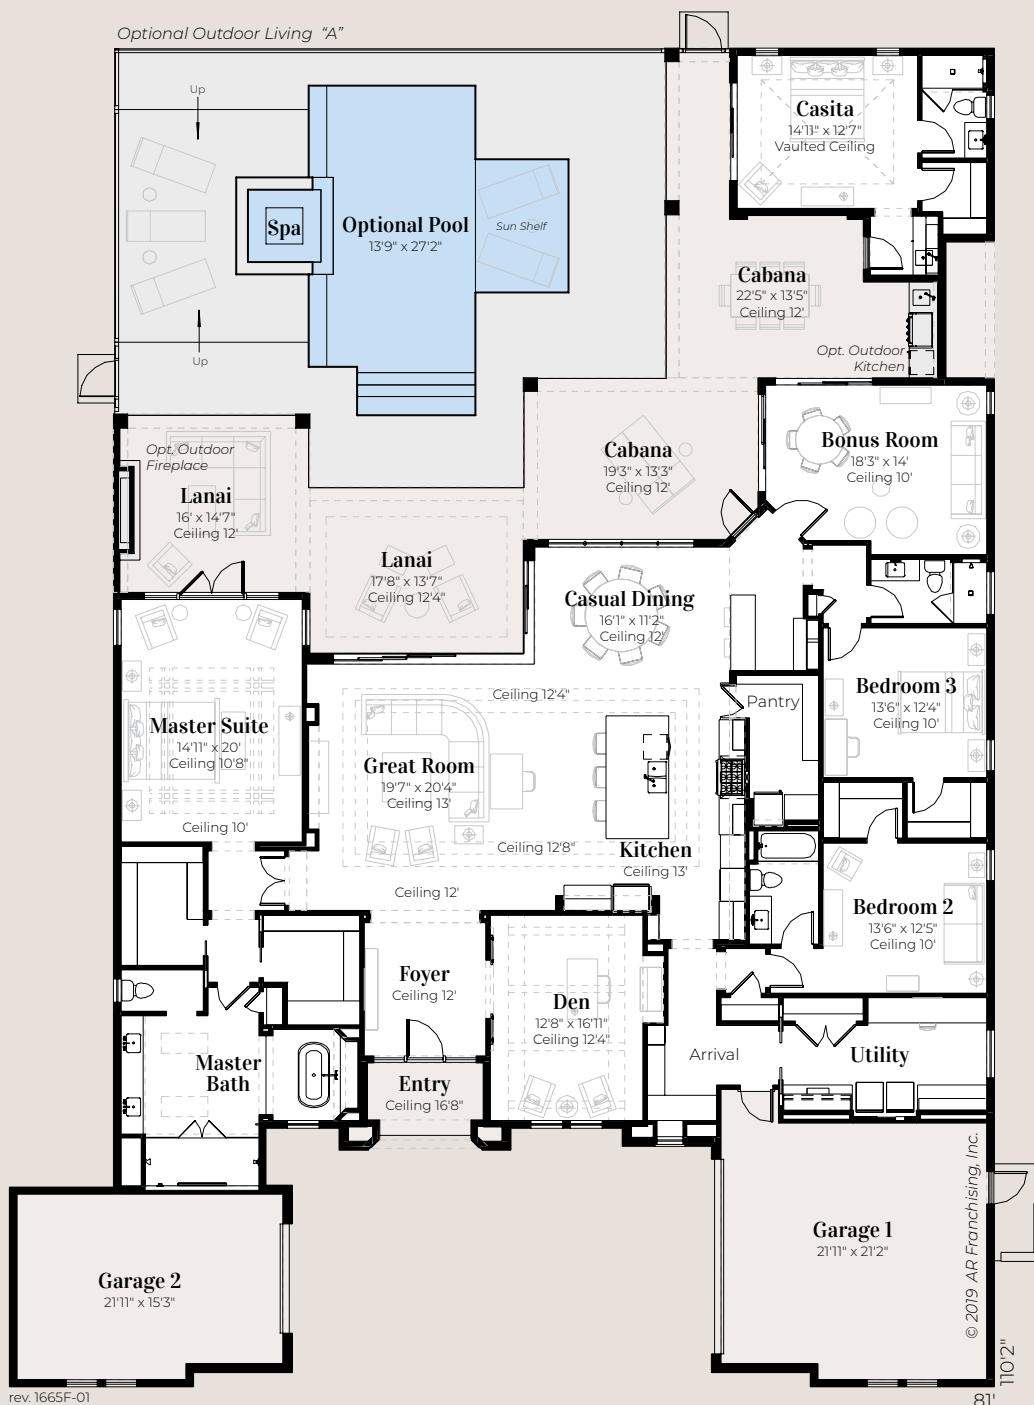 Optional Outdoor Living “A”
Up
Spa
Optional Pool
13'9" x 27'2"
Sun Shelf
Up
Casita
14'11" x 12'7"
Vaulted Ceiling
Cabana
22'5" x 13'5"
Ceiling 12'
Opt. Outdoor
Kitchen
Opt. Outdoor
Fireplace
Lanai
16' x 14'7"
Ceiling 12'
Cabana
19'3" x 13'3"
Ceiling 12'
Bonus Room
18'3" x 14'
Ceiling 10'
Lanai
17'8" x 13'7"
Ceiling 12'4"
Casual Dining
16'1" x 11'2"
Ceiling 12'
Ceiling 12'4"
Pantry
Bedroom 3
13'6" x 12'4"
Ceiling 10'
Master Suite
14'11" x 20'
Ceiling 10'8"
Ceiling 10'
Great Room
19'7" x 20'4"
Ceiling 13'
Ceiling 12'8"
Kitchen
Ceiling 13'
Ceiling 12'
Bedroom 2
13'6" x 12'5"
Ceiling 10'
Foyer
Ceiling 12'
Den
12'8" x 16'11"
Ceiling 12'4"
Arrival
Utility
Master
Bath
Entry
Ceiling 16'8"
Garage 1
21'11" x 21'2"
Garage 2
21'11" x 15'3"
© 2019 AR Franchising, Inc.
110'2"
81'
rev. 1665F-01